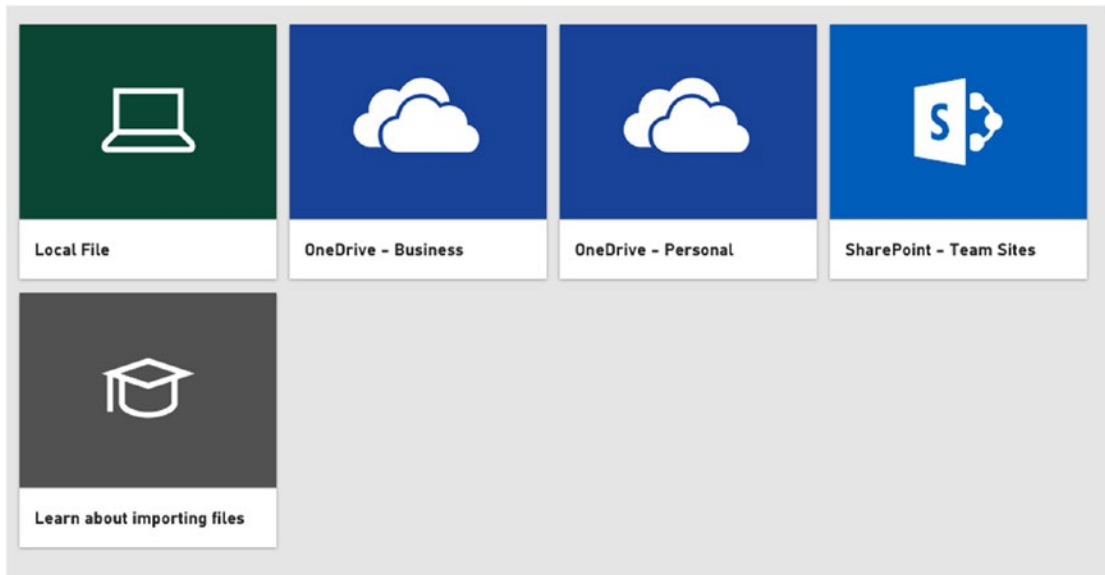 S
Local File
OneDrive – Business
OneDrive – Personal
SharePoint – Team Sites
Learn about importing files